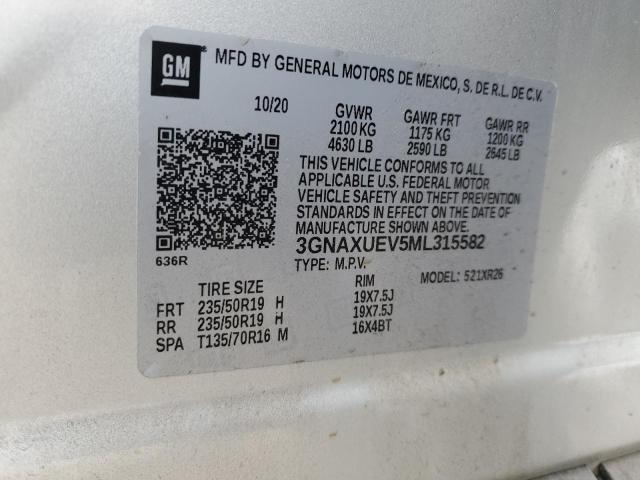 GM MFD BY GENERAL MOTORS DE MEXICO, S. DE R.L. DE C.V.
10/20 GVWR GAWR FRT GAWR RR
2100 KG 1175 KG 1200 KG
4630 LB 2590 LB 2645 LB
THIS VEHICLE CONFORMS TO ALL
APPLICABLE U.S. FEDERAL MOTOR
VEHICLE SAFETY AND THEFT PREVENTION
STANDARDS IN EFFECT ON THE DATE OF
MANUFACTURE SHOWN ABOVE.
3GNAXUEV5ML315582
636R
TYPE: M.P.V. MODEL: 521XR26
TIRE SIZE RIM
FRT 235/50R19 H 19X7.5J
RR 235/50R19 H 19X7.5J
SPA T135/70R16 M 16X4BT